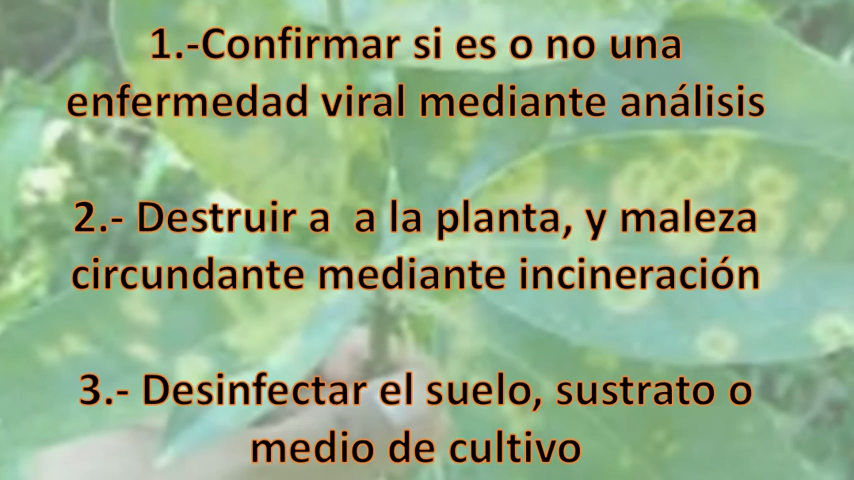 1.-Confirmar si es o no una
enfermedad viral mediante análisis
2.- Destruir a  a la planta, y maleza
circundante mediante incineración
3.- Desinfectar el suelo, sustrato o
medio de cultivo